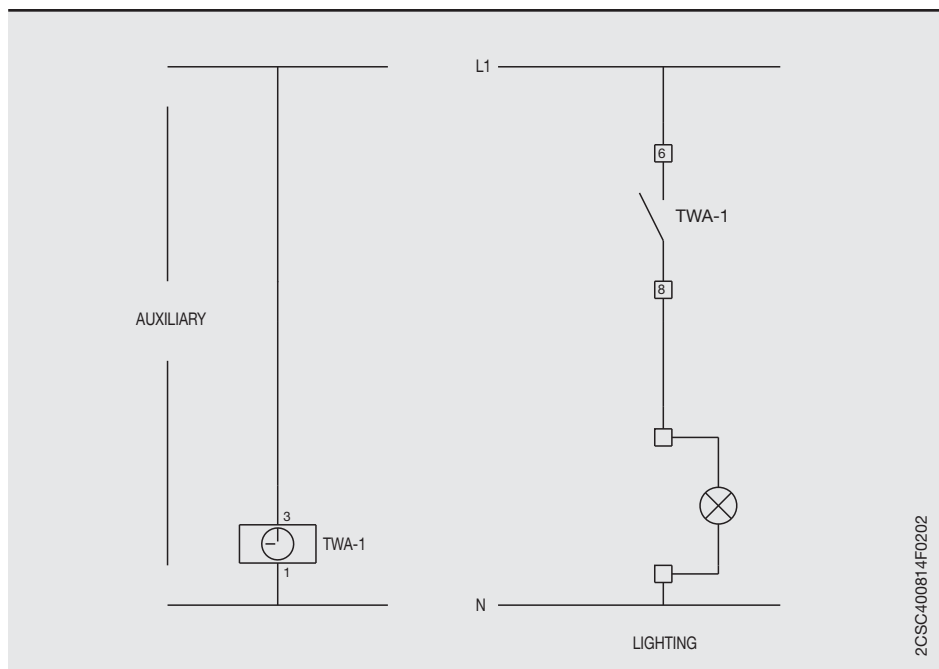 L1
6
TWA-1
8
AUXILIARY
3
TWA-1
1
N
LIGHTING
2CSC400814F0202